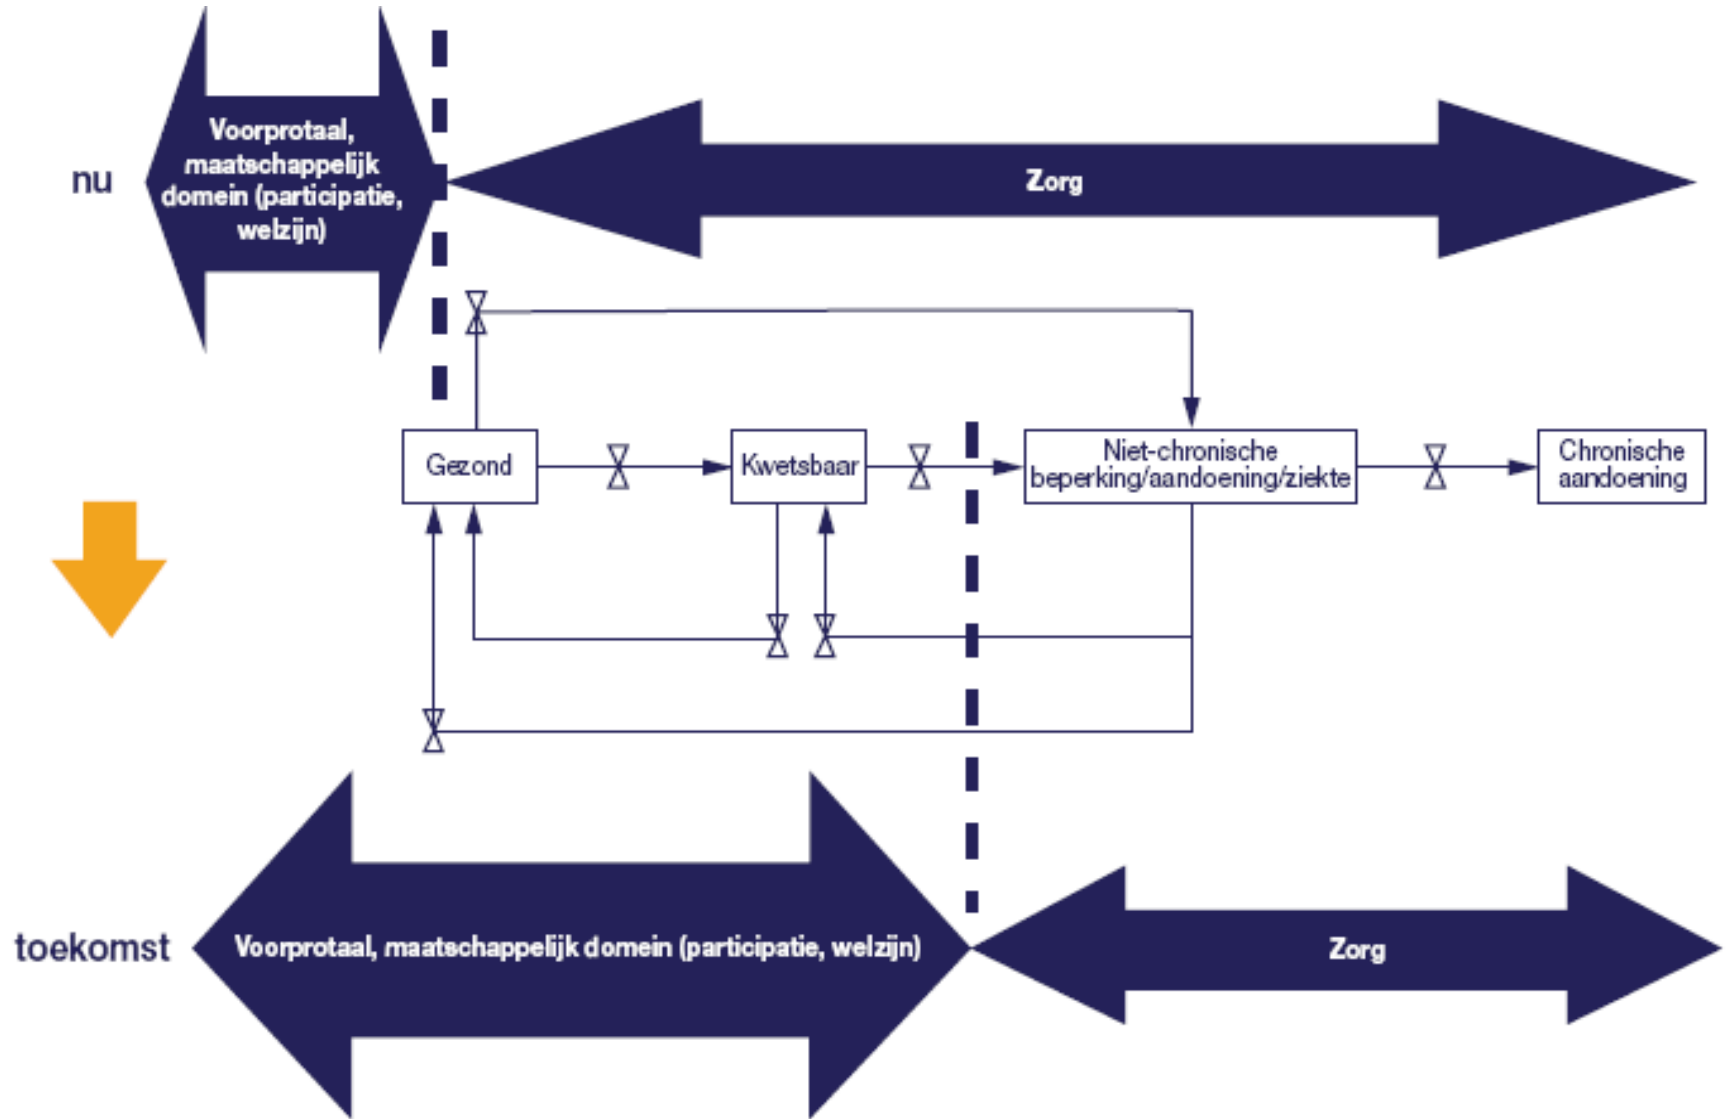 Voorprotaal,
maatschappelijk
domein (participatie,
welzijn)
nu
Zorg
Gezond
Kwetsbaar
Niet-chronische
beperking/aandoening/ziekte
Chronische
aandoening
toekomst
Voorprotaal, maatschappelijk domein (participatie, welzijn)
Zorg